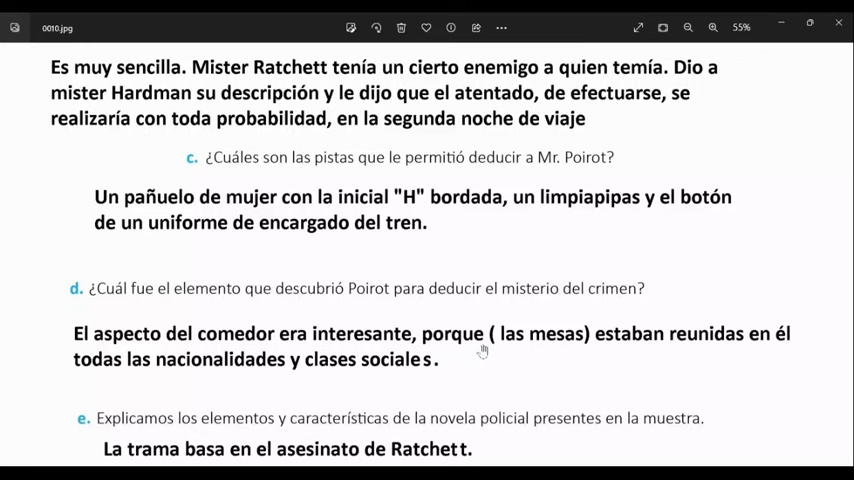 0010.jpg
55%
Es muy sencilla. Mister Ratchett tenía un cierto enemigo a quien temía. Dio a
mister Hardman su descripción y le dijo que el atentado, de efectuarse, se
realizaría con toda probabilidad, en la segunda noche de viaje
c. ¿Cuáles son las pistas que le permitió deducir a Mr. Poirot?
Un pañuelo de mujer con la inicial "H" bordada, un limpiapipas y el botón
de un uniforme de encargado del tren.
d. ¿Cuál fue el elemento que descubrió Poirot para deducir el misterio del crimen?
El aspecto del comedor era interesante, porque ( las mesas) estaban reunidas en él
todas las nacionalidades y clases sociales.
e. Explicamos los elementos y características de la novela policial presentes en la muestra.
La trama basa en el asesinato de Ratchett.